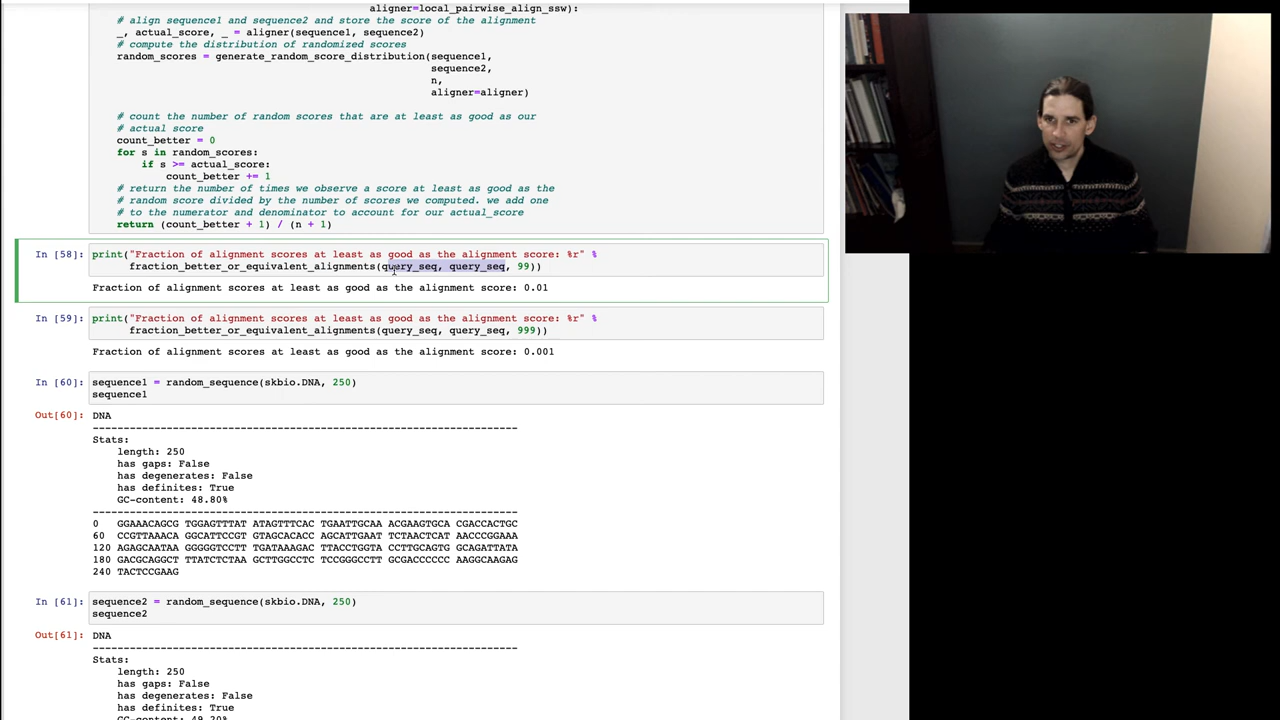 aligner=local_pairwise_align_ssw):
# align sequence1 and sequence2 and store the score of the alignment
_, actual_score, _ = aligner(sequence1, sequence2)
# compute the distribution of randomized scores
random_scores = generate_random_score_distribution(sequence1,
sequence2,
n,
aligner=aligner)
# count the number of random scores that are at least as good as our
# actual score
count_better = 0
for s in random_scores:
if s >= actual_score:
count_better += 1
# return the number of times we observe a score at least as good as the
# random score divided by the number of scores we computed. we add one
# to the numerator and denominator to account for our actual_score
return (count_better + 1) / (n + 1)
In [58]: print("Fraction of alignment scores at least as good as the alignment score: %r" %
fraction_better_or_equivalent_alignments(query_seq, query_seq, 99))
Fraction of alignment scores at least as good as the alignment score: 0.01
In [59]: print("Fraction of alignment scores at least as good as the alignment score: %r" %
fraction_better_or_equivalent_alignments(query_seq, query_seq, 999))
Fraction of alignment scores at least as good as the alignment score: 0.001
In [60]: sequence1 = random_sequence(skbio.DNA, 250)
sequence1
Out[60]: DNA
---------------------------------------------------------------------
Stats:
length: 250
has gaps: False
has degenerates: False
has definites: True
GC-content: 48.80%
---------------------------------------------------------------------
0 GGAAACAGCG TGGAGTTTAT ATAGTTTCAC TGAATTGCAA ACGAAGTGCA CGACCACTGC
60 CCGTTAAACA GGCATTCCGT GTAGCACACC AGCATTGAAT TCTAACTCAT AACCCGGAAA
120 AGAGCAATAA GGGGGTCCTT TGATAAAGAC TTACCTGGTA CCTTGCAGTG GCAGATTATA
180 GACGCAGGCT TTATCTCTAA GCTTGGCCTC TCCGGGCCTT GCGACCCCCC AAGGCAAGAG
240 TACTCCGAAG
In [61]: sequence2 = random_sequence(skbio.DNA, 250)
sequence2
Out[61]: DNA
---------------------------------------------------------------------
Stats:
length: 250
has gaps: False
has degenerates: False
has definites: True
GC-content: 49.20%